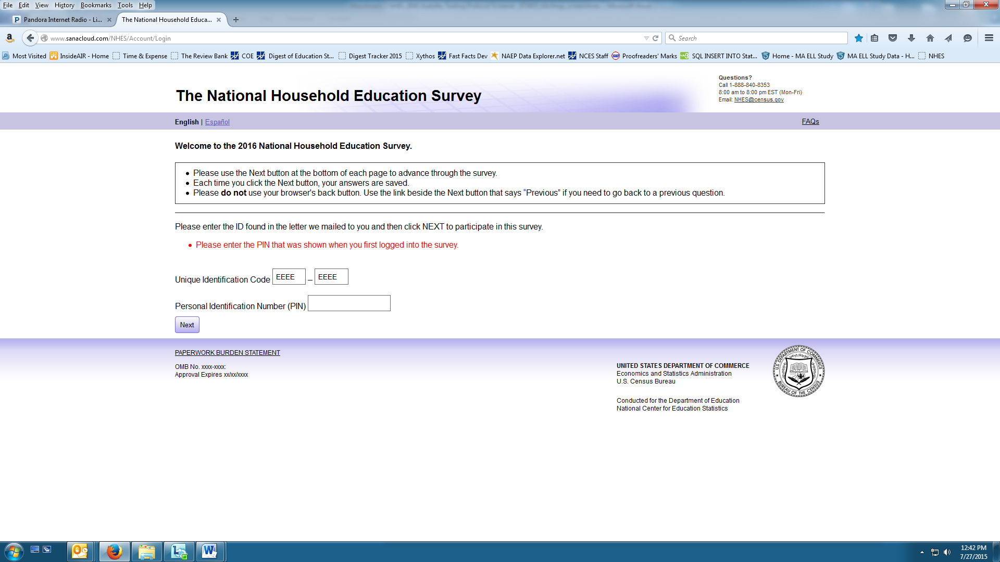 File Edit View History Bookmarks Tools Help
Pandora Internet Radio - Li...
The National Household Educa...
www.sanacloud.com/NHES/Account/Login
Search
Most Visited InsideAIR - Home Time & Expense The Review Bank COE Digest of Education St... Digest Tracker 2015 Xythos Fast Facts Dev NAEP Data Explorer.net NCES Staff Proofreaders' Marks SQL INSERT INTO Stat... Home - MA ELL Study MA ELL Study Data - H... NHES
Questions?
Call 1-888-840-8353
8:00 am to 8:00 pm EST (Mon-Fri)
Email: NHES@census.gov
The National Household Education Survey
English | Español
FAQs
Welcome to the 2016 National Household Education Survey.
• Please use the Next button at the bottom of each page to advance through the survey.
• Each time you click the Next button, your answers are saved.
• Please do not use your browser's back button. Use the link beside the Next button that says “Previous” if you need to go back to a previous question.
Please enter the ID found in the letter we mailed to you and then click NEXT to participate in this survey.
• Please enter the PIN that was shown when you first logged into the survey.
Unique Identification Code EEEE – EEEE
Personal Identification Number (PIN)
Next
PAPERWORK BURDEN STATEMENT
OMB No. xxxx-xxxx:
Approval Expires xx/xx/xxxx
UNITED STATES DEPARTMENT OF COMMERCE
Economics and Statistics Administration
U.S. Census Bureau
Conducted for the Department of Education
National Center for Education Statistics
U.S. DEPARTMENT OF COMMERCE
BUREAU OF THE CENSUS
12:42 PM
7/27/2015